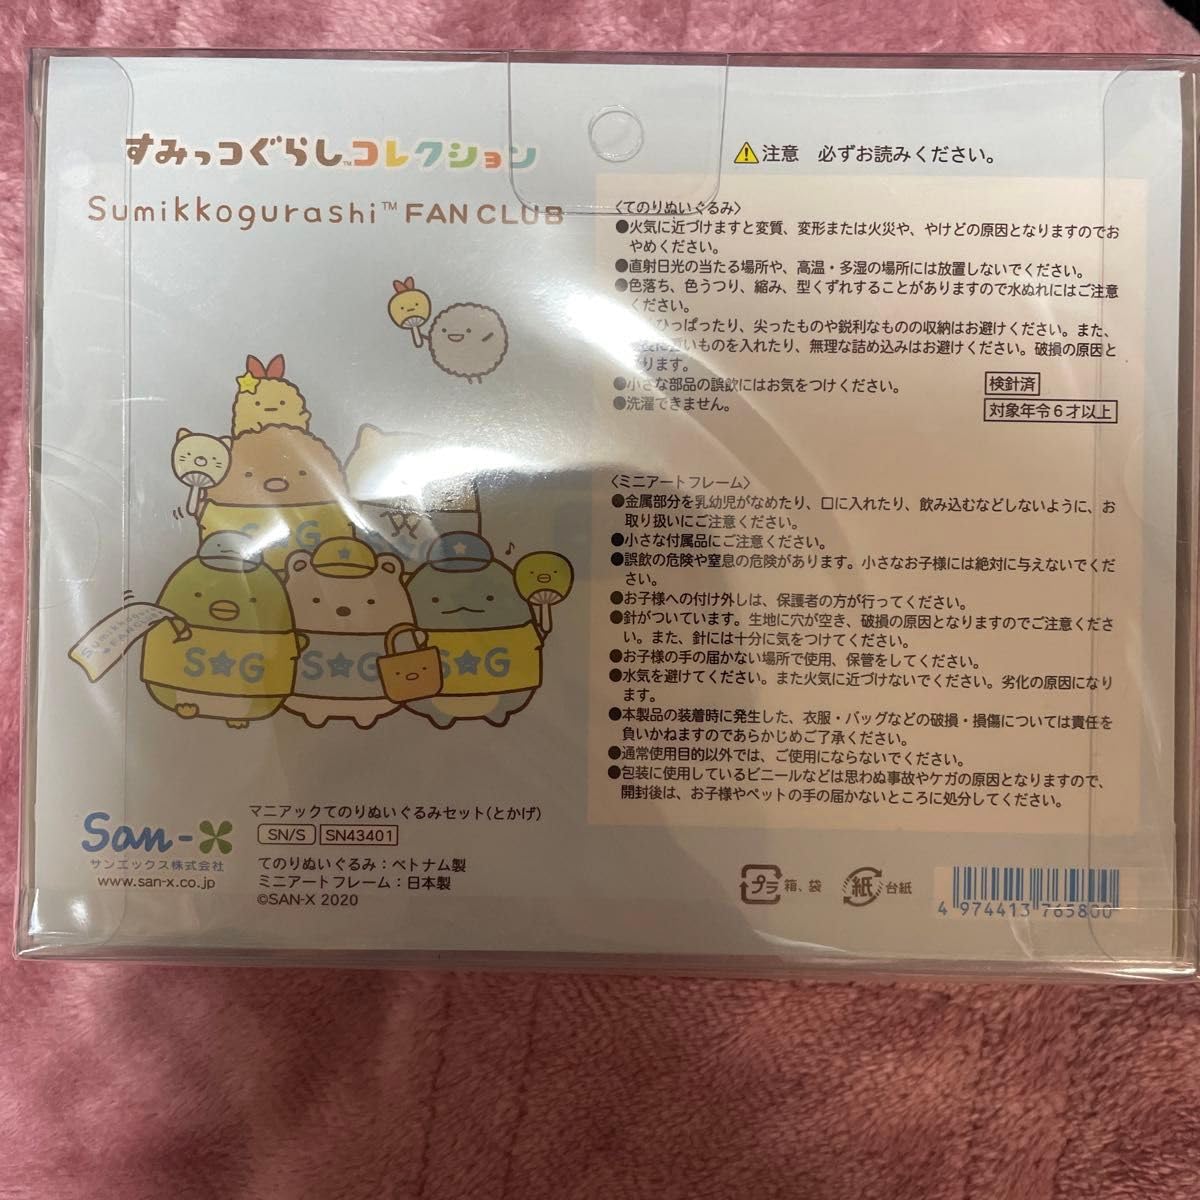 すみっコぐらし™コレクション
Sumikkogurashi™ FAN CLUB
S★G
S★G
S★G
S★G
Sumikkogura
FANCLU
San-X
サンエックス株式会社
www.san-x.co.jp
マニアックてのりぬいぐるみセット(とかげ)
SN/S SN43401
てのりぬいぐるみ:ベトナム製
ミニアートフレーム:日本製
©SAN-X 2020
⚠注意 必ずお読みください。
〈てのりぬいぐるみ〉
●火気に近づけますと変質、変形または火災や、やけどの原因となりますのでお
やめください。
●直射日光の当たる場所や、高温・多湿の場所には放置しないでください。
●色落ち、色うつり、縮み、型くずれすることがありますので水ぬれにはご注意
ください。
ひっぱったり、尖ったものや鋭利なものの収納はお避けください。また、
ものを入れたり、無理な詰め込みはお避けください。破損の原因と
ります。
●小さな部品の誤飲にはお気をつけください。
●洗濯できません。
検針済
対象年令6才以上
〈ミニアートフレーム〉
●金属部分を乳幼児がなめたり、口に入れたり、飲み込むなどしないように、お
取り扱いにご注意ください。
●小さな付属品にご注意ください。
●誤飲の危険や窒息の危険があります。小さなお子様には絶対に与えないでくだ
さい。
●お子様への付け外しは、保護者の方が行ってください。
●針がついています。生地に穴が空き、破損の原因となりますのでご注意くださ
い。また、針には十分に気をつけてください。
●お子様の手の届かない場所で使用、保管をしてください。
●水気を避けてください。また火気に近づけないでください。劣化の原因になり
ます。
●本製品の装着時に発生した、衣服・バッグなどの破損・損傷については責任を
負いかねますのであらかじめご了承ください。
●通常使用目的以外では、ご使用にならないでください。
●包装に使用しているビニールなどは思わぬ事故やケガの原因となりますので、
開封後は、お子様やペットの手の届かないところに処分してください。
プラ 箱、袋
紙 台紙
4 974413 765800